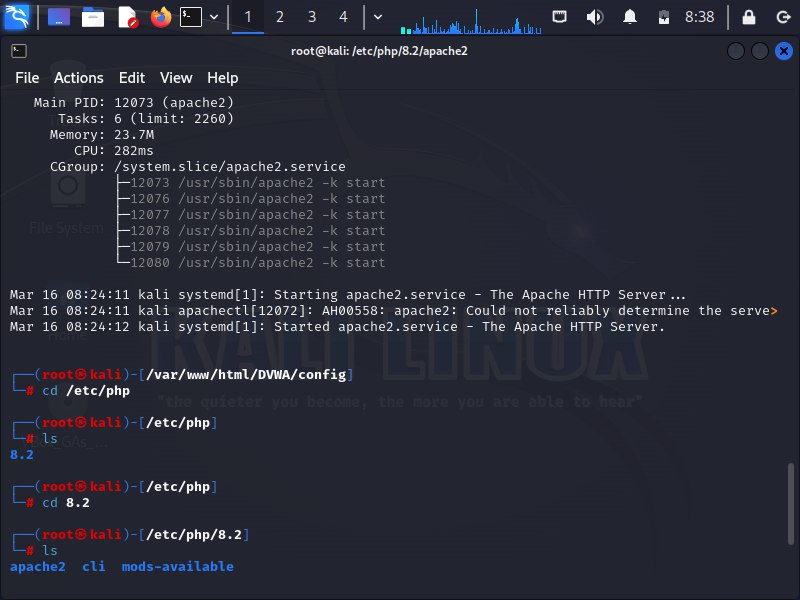 1 2 3 4 8:38
root@kali: /etc/php/8.2/apache2
File Actions Edit View Help
Main PID: 12073 (apache2)
Tasks: 6 (limit: 2260)
Memory: 23.7M
CPU: 282ms
CGroup: /system.slice/apache2.service
├─12073 /usr/sbin/apache2 -k start
├─12076 /usr/sbin/apache2 -k start
├─12077 /usr/sbin/apache2 -k start
├─12078 /usr/sbin/apache2 -k start
├─12079 /usr/sbin/apache2 -k start
└─12080 /usr/sbin/apache2 -k start
File System
Mar 16 08:24:11 kali systemd[1]: Starting apache2.service - The Apache HTTP Server...
Mar 16 08:24:11 kali apachectl[12072]: AH00558: apache2: Could not reliably determine the serve>
Mar 16 08:24:12 kali systemd[1]: Started apache2.service - The Apache HTTP Server.
KALI LINUX
"the quieter you become, the more you are able to hear"
┌──(root㉿kali)-[/var/www/html/DVWA/config]
└─# cd /etc/php
┌──(root㉿kali)-[/etc/php]
└─# ls
8.2
┌──(root㉿kali)-[/etc/php]
└─# cd 8.2
┌──(root㉿kali)-[/etc/php/8.2]
└─# ls
apache2 cli mods-available